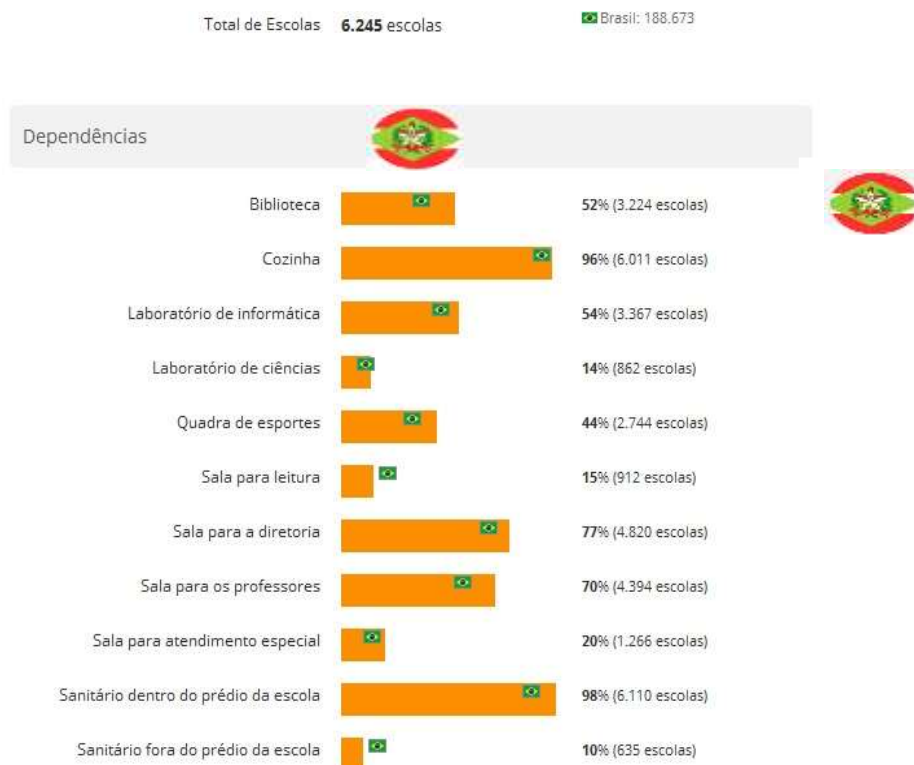 Total de Escolas 6.245 escolas Brasil: 188.673
Dependências
Biblioteca 52% (3.224 escolas)
Cozinha 96% (6.011 escolas)
Laboratório de informática 54% (3.367 escolas)
Laboratório de ciências 14% (862 escolas)
Quadra de esportes 44% (2.744 escolas)
Sala para leitura 15% (912 escolas)
Sala para a diretoria 77% (4.820 escolas)
Sala para os professores 70% (4.394 escolas)
Sala para atendimento especial 20% (1.266 escolas)
Sanitário dentro do prédio da escola 98% (6.110 escolas)
Sanitário fora do prédio da escola 10% (635 escolas)